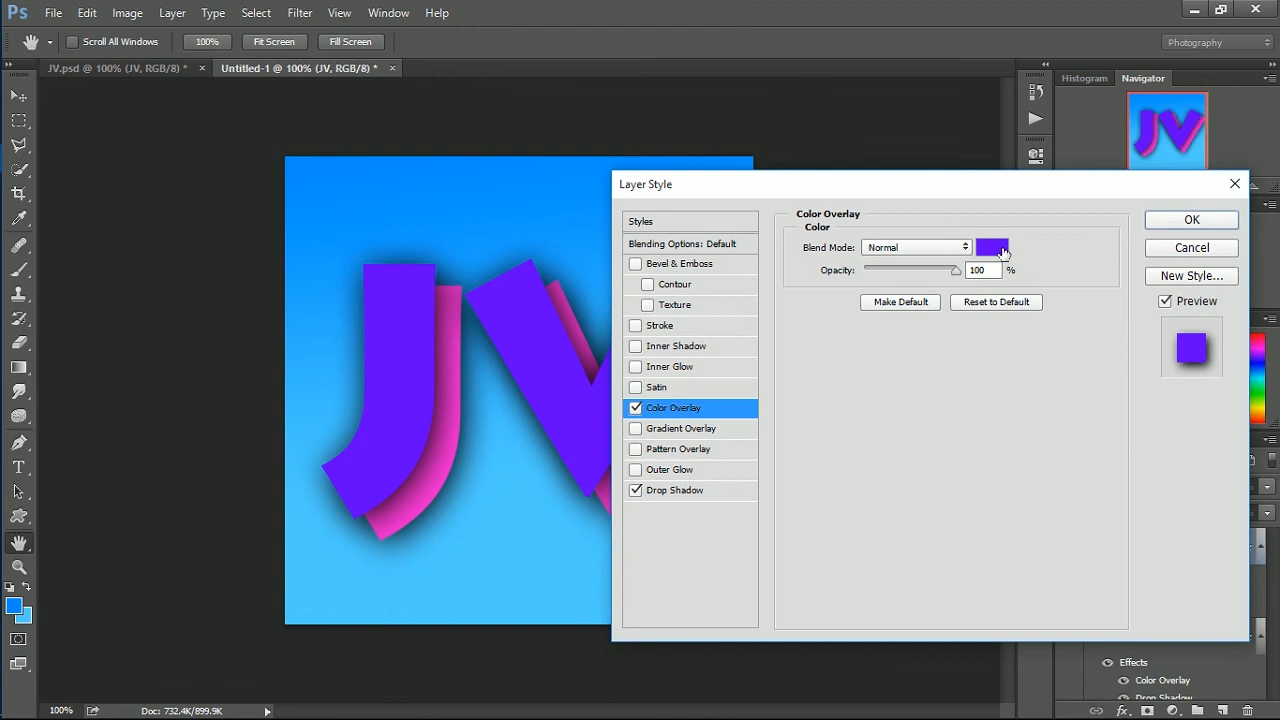 Ps File Edit Image Layer Type Select Filter View Window Help
Scroll All Windows 100% Fit Screen Fill Screen Photography
JV.psd @ 100% (JV, RGB/8) * × Untitled-1 @ 100% (JV, RGB/8) * ×
Histogram Navigator
JV
JV
Layer Style
Styles
Blending Options: Default
Bevel & Emboss
Contour
Texture
Stroke
Inner Shadow
Inner Glow
Satin
Color Overlay
Gradient Overlay
Pattern Overlay
Outer Glow
Drop Shadow
Color Overlay
Color
Blend Mode: Normal
Opacity: 100 %
Make Default Reset to Default
OK
Cancel
New Style...
Preview
Effects
Color Overlay
Drop Shadow
100% Doc: 732.4K/899.9K